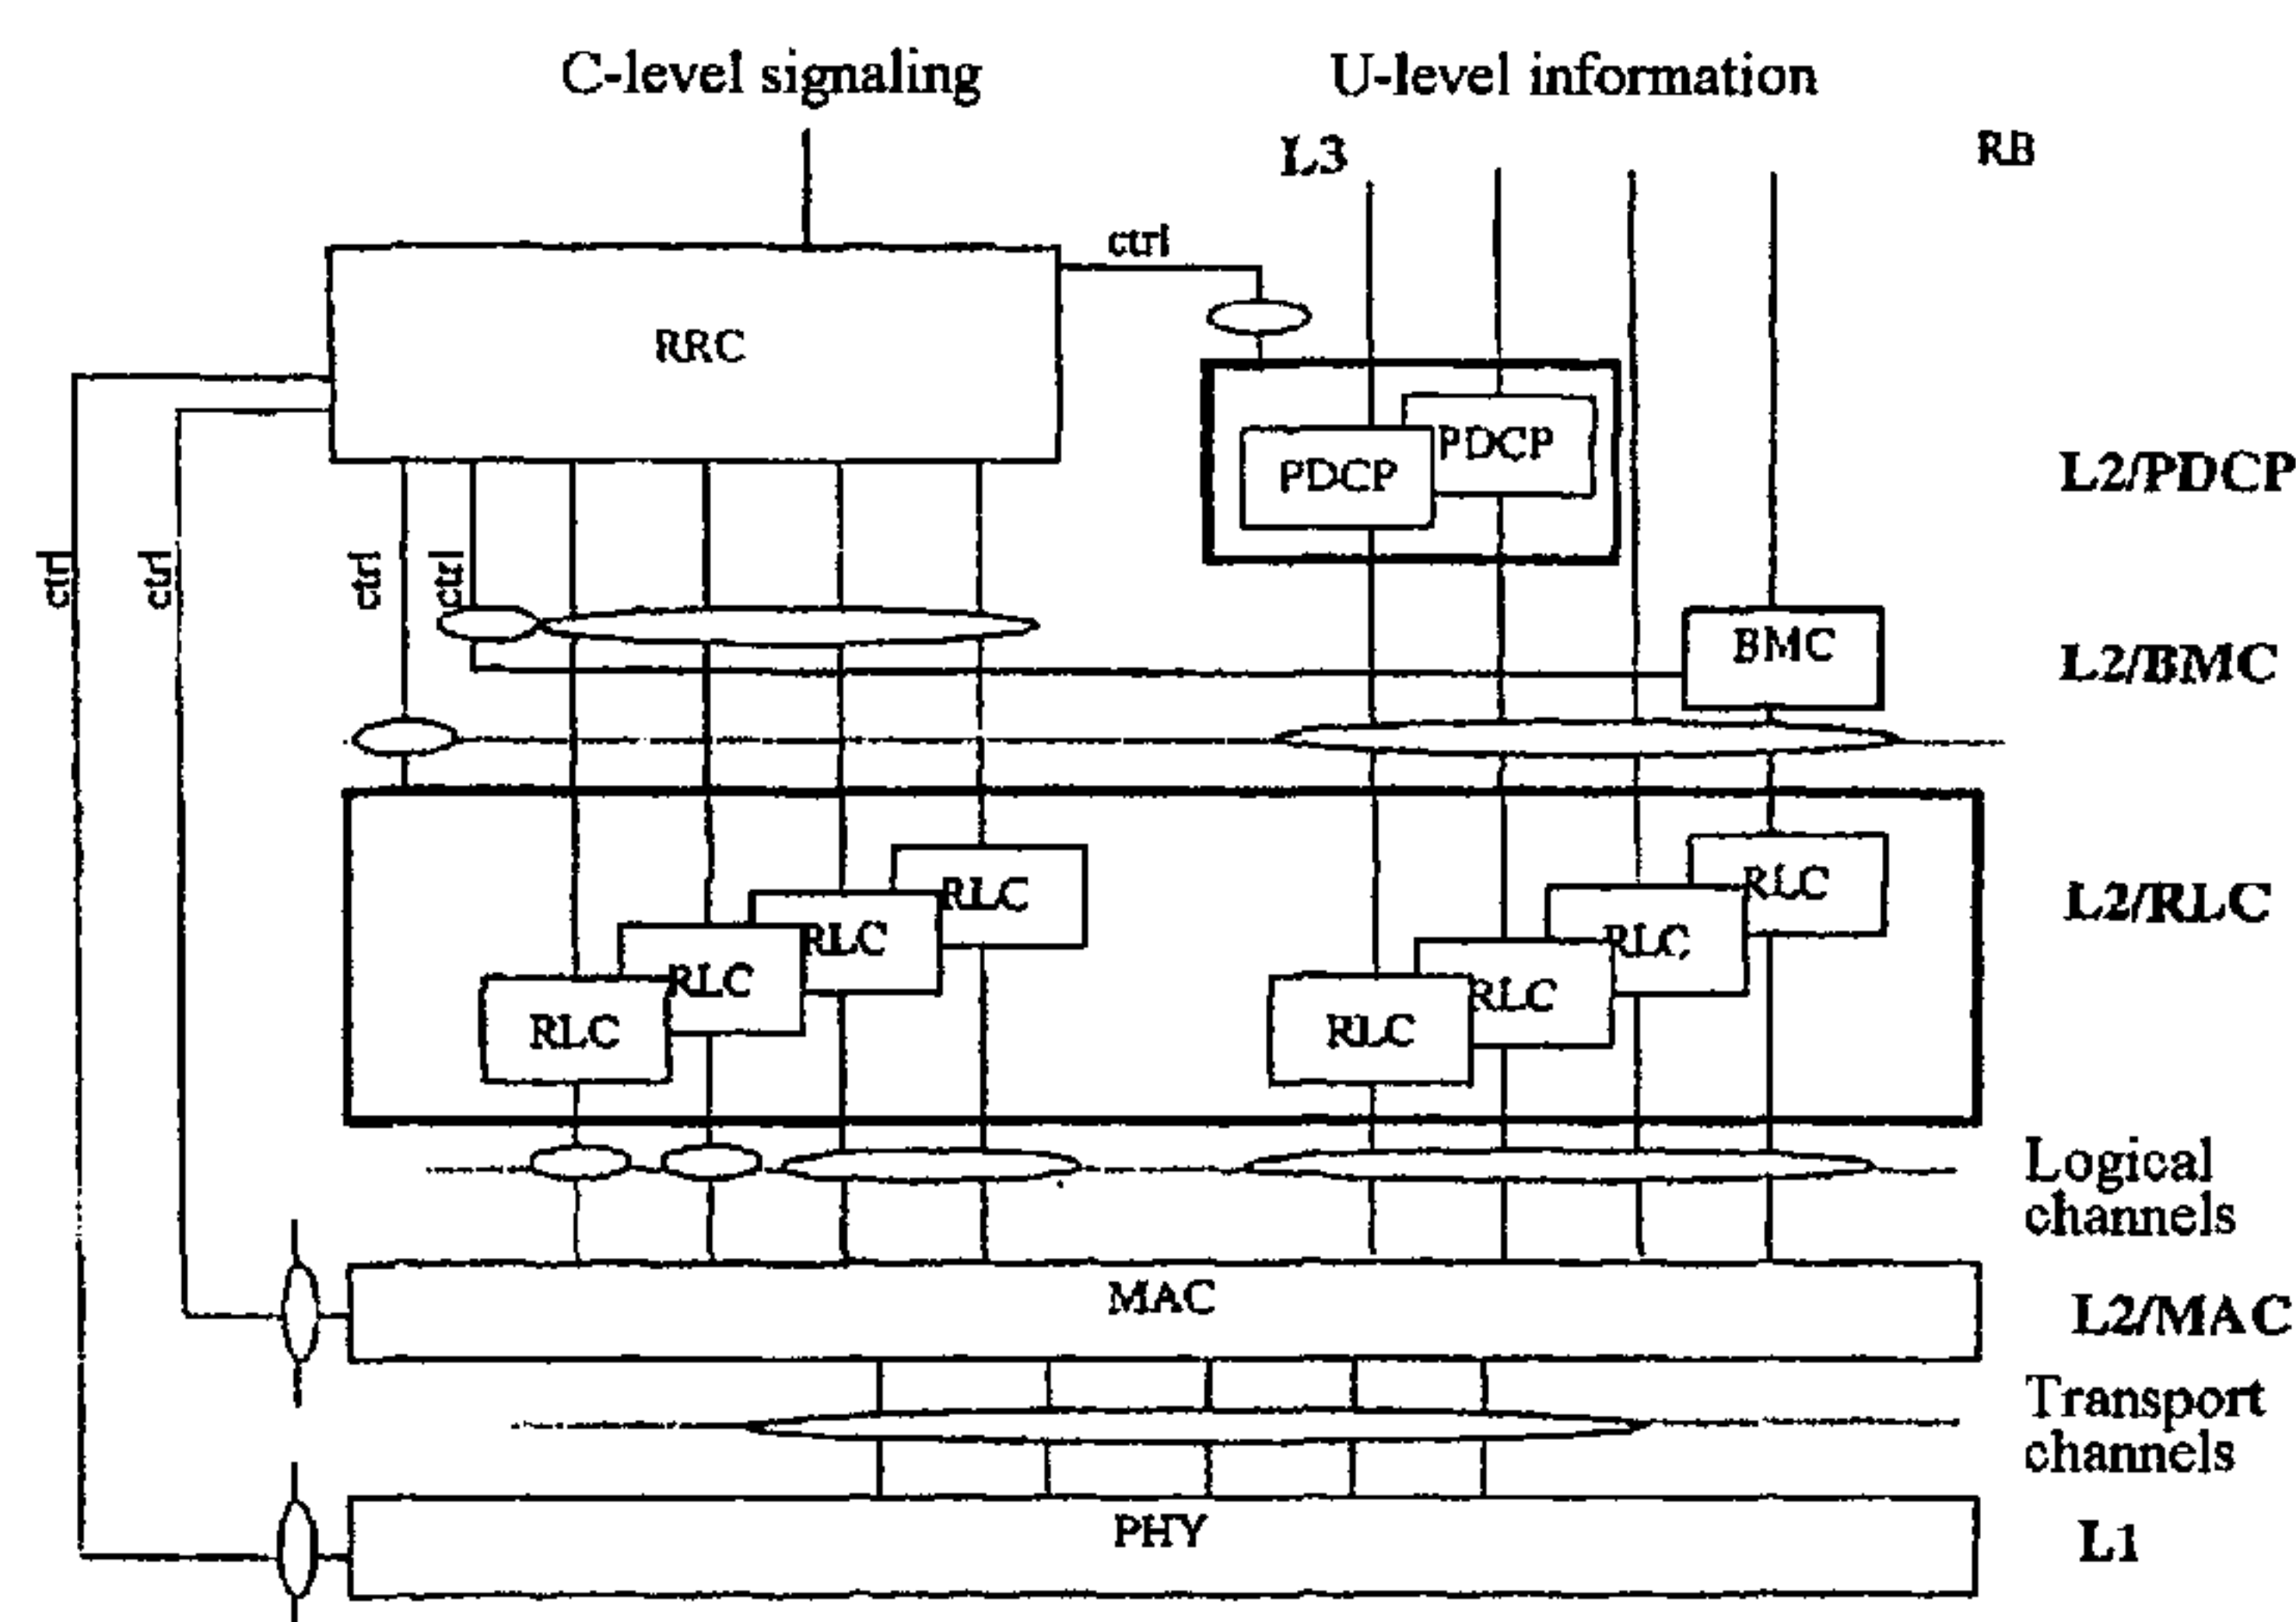 C-level signaling
U-level information
L3
RB
ctrl
RRC
PDCP
PDCP
L2/PDCP
ctrl
ctrl
ctrl
ctrl
BMC
L2/BMC
RLC
RLC
RLC
RLC
RLC
RLC
RLC
RLC
L2/RLC
Logical
channels
MAC
L2/MAC
Transport
channels
PHY
L1